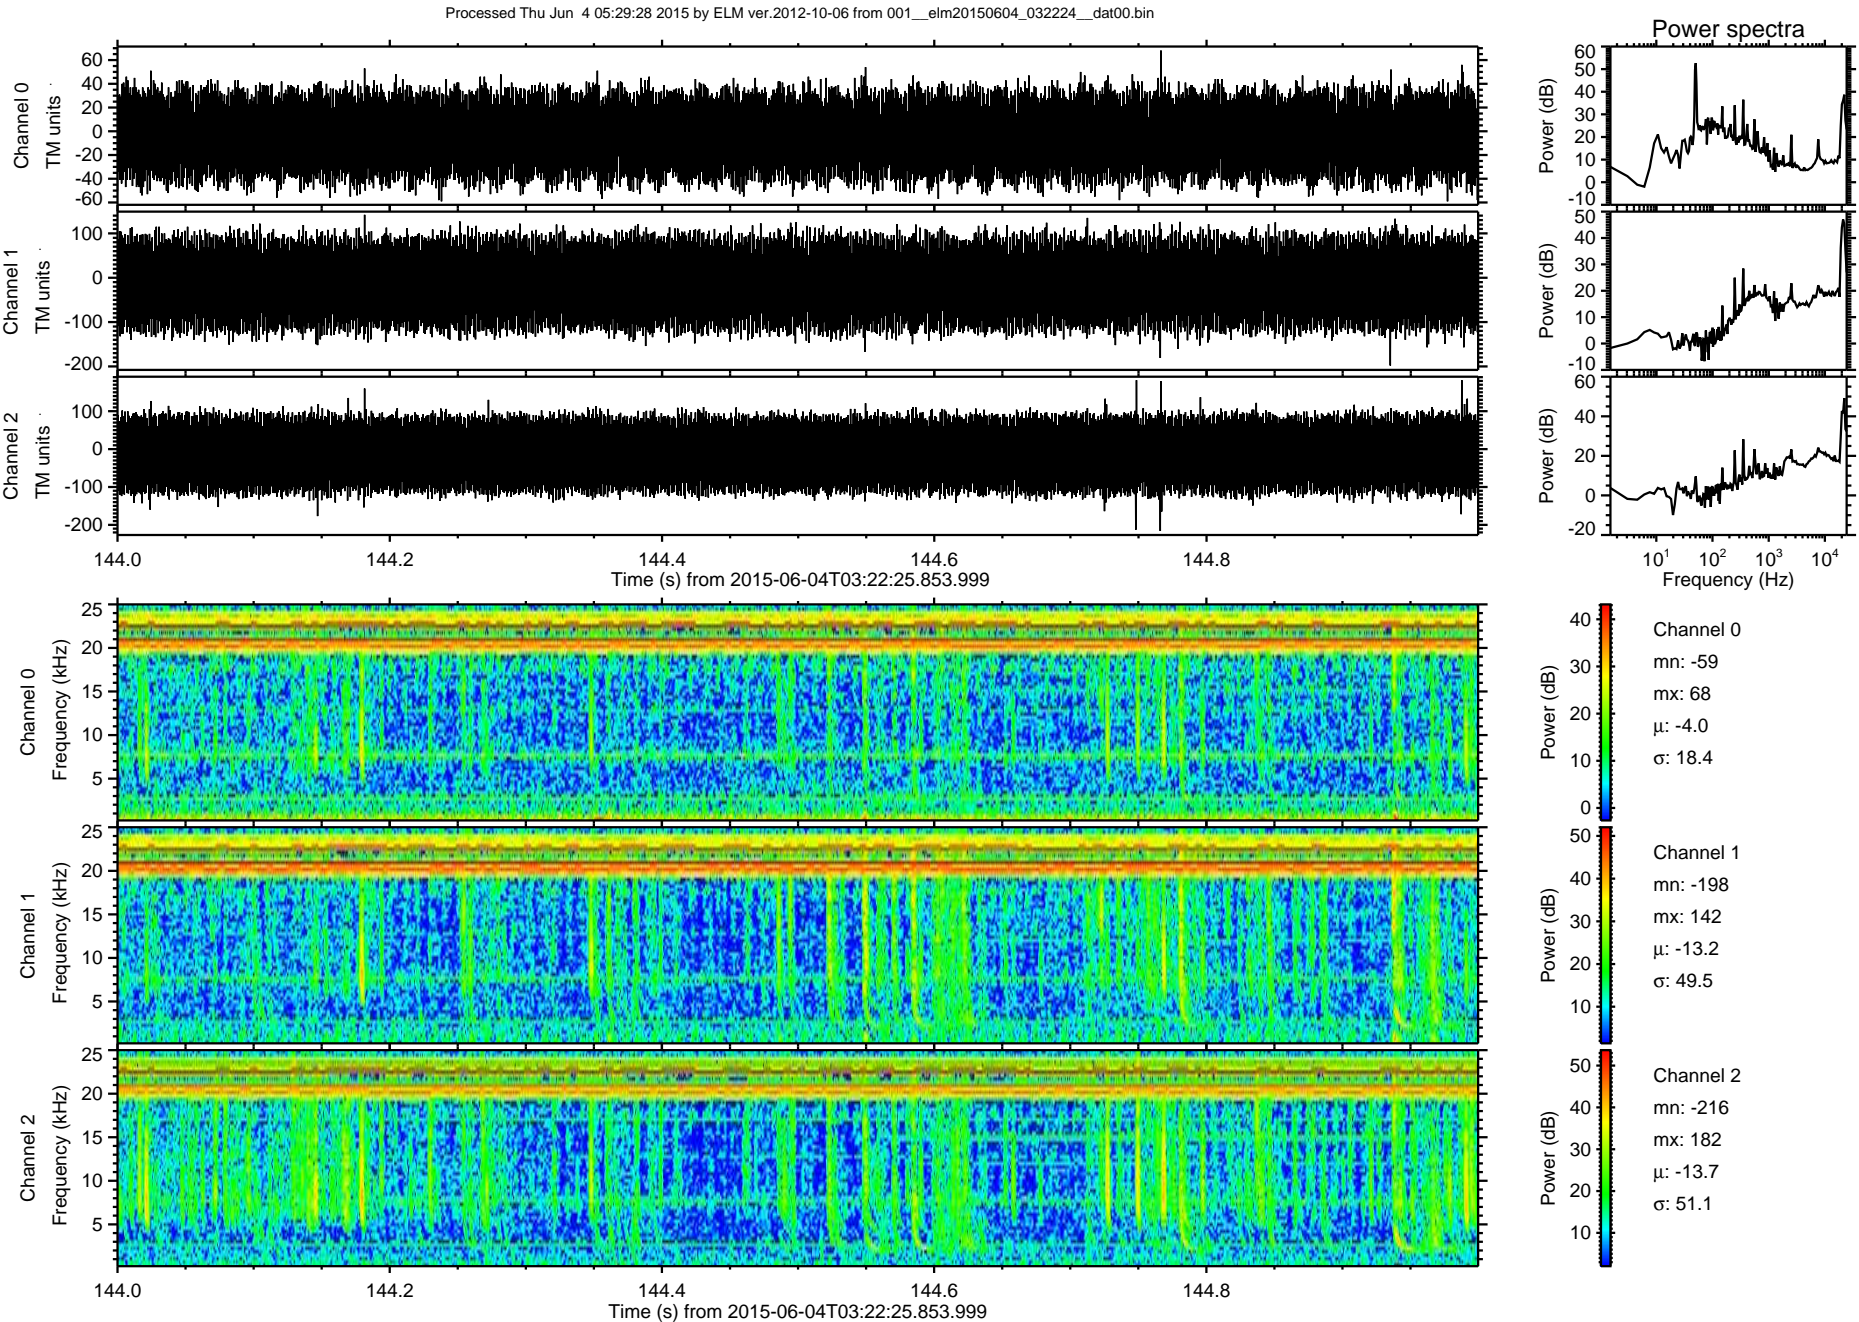 Processed Thu Jun  4 05:29:28 2015 by ELM ver.2012-10-06 from 001__elm20150604_032224__dat00.bin
Power spectra
Channel 0
TM units
60
40
20
0
-20
-40
-60
Power (dB)
60
50
40
30
20
10
0
-10
Channel 1
TM units
100
0
-100
-200
Power (dB)
50
40
30
20
10
0
-10
Channel 2
TM units
100
0
-100
-200
Power (dB)
60
40
20
0
-20
144.0 144.2 144.4 144.6 144.8
Time (s) from 2015-06-04T03:22:25.853.999
10^1 10^2 10^3 10^4
Frequency (Hz)
Channel 0
Frequency (kHz)
25
20
15
10
5
Power (dB)
40
30
20
10
0
Channel 0
mn: -59
mx: 68
μ: -4.0
σ: 18.4
Channel 1
Frequency (kHz)
25
20
15
10
5
Power (dB)
50
40
30
20
10
Channel 1
mn: -198
mx: 142
μ: -13.2
σ: 49.5
Channel 2
Frequency (kHz)
25
20
15
10
5
Power (dB)
50
40
30
20
10
Channel 2
mn: -216
mx: 182
μ: -13.7
σ: 51.1
144.0 144.2 144.4 144.6 144.8
Time (s) from 2015-06-04T03:22:25.853.999